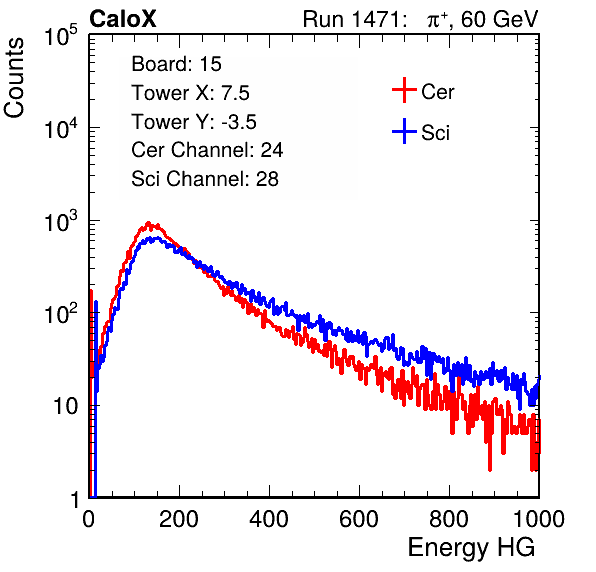 CaloX Run 1471: π⁺, 60 GeV
Counts
Board: 15
Tower X: 7.5
Tower Y: -3.5
Cer Channel: 24
Sci Channel: 28
Cer
Sci
10⁵
10⁴
10³
10²
10
1
0 200 400 600 800 1000
Energy HG